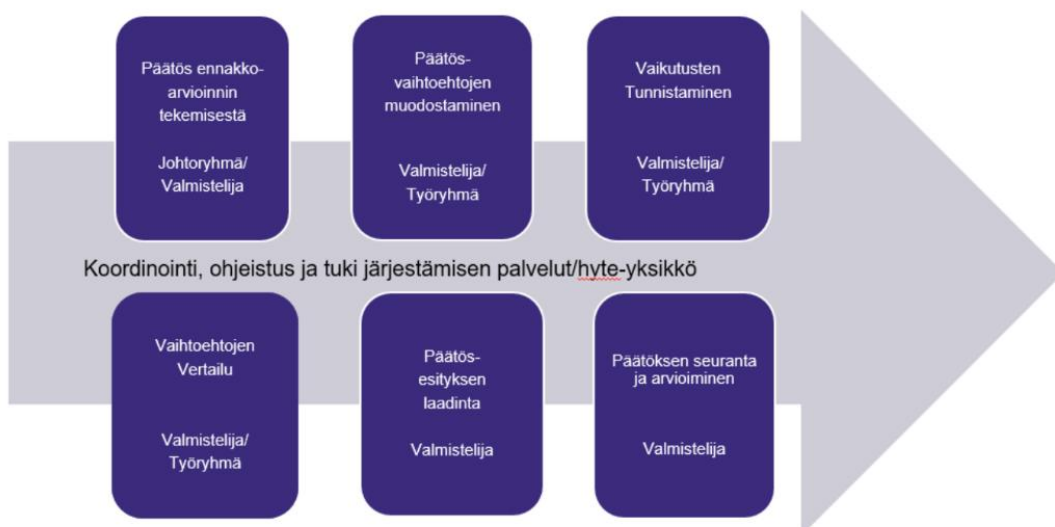 Päätös ennakko-
arvioinnin
tekemisestä
Johtoryhmä/
Valmistelija
Päätös-
vaihtoehtojen
muodostaminen
Valmistelija/
Työryhmä
Vaikutusten
Tunnistaminen
Valmistelija/
Työryhmä
Koordinointi, ohjeistus ja tuki järjestämisen palvelut/hyte-yksikkö
Vaihtoehtojen
Vertailu
Valmistelija/
Työryhmä
Päätös-
esityksen
laadinta
Valmistelija
Päätöksen seuranta
ja arvioiminen
Valmistelija